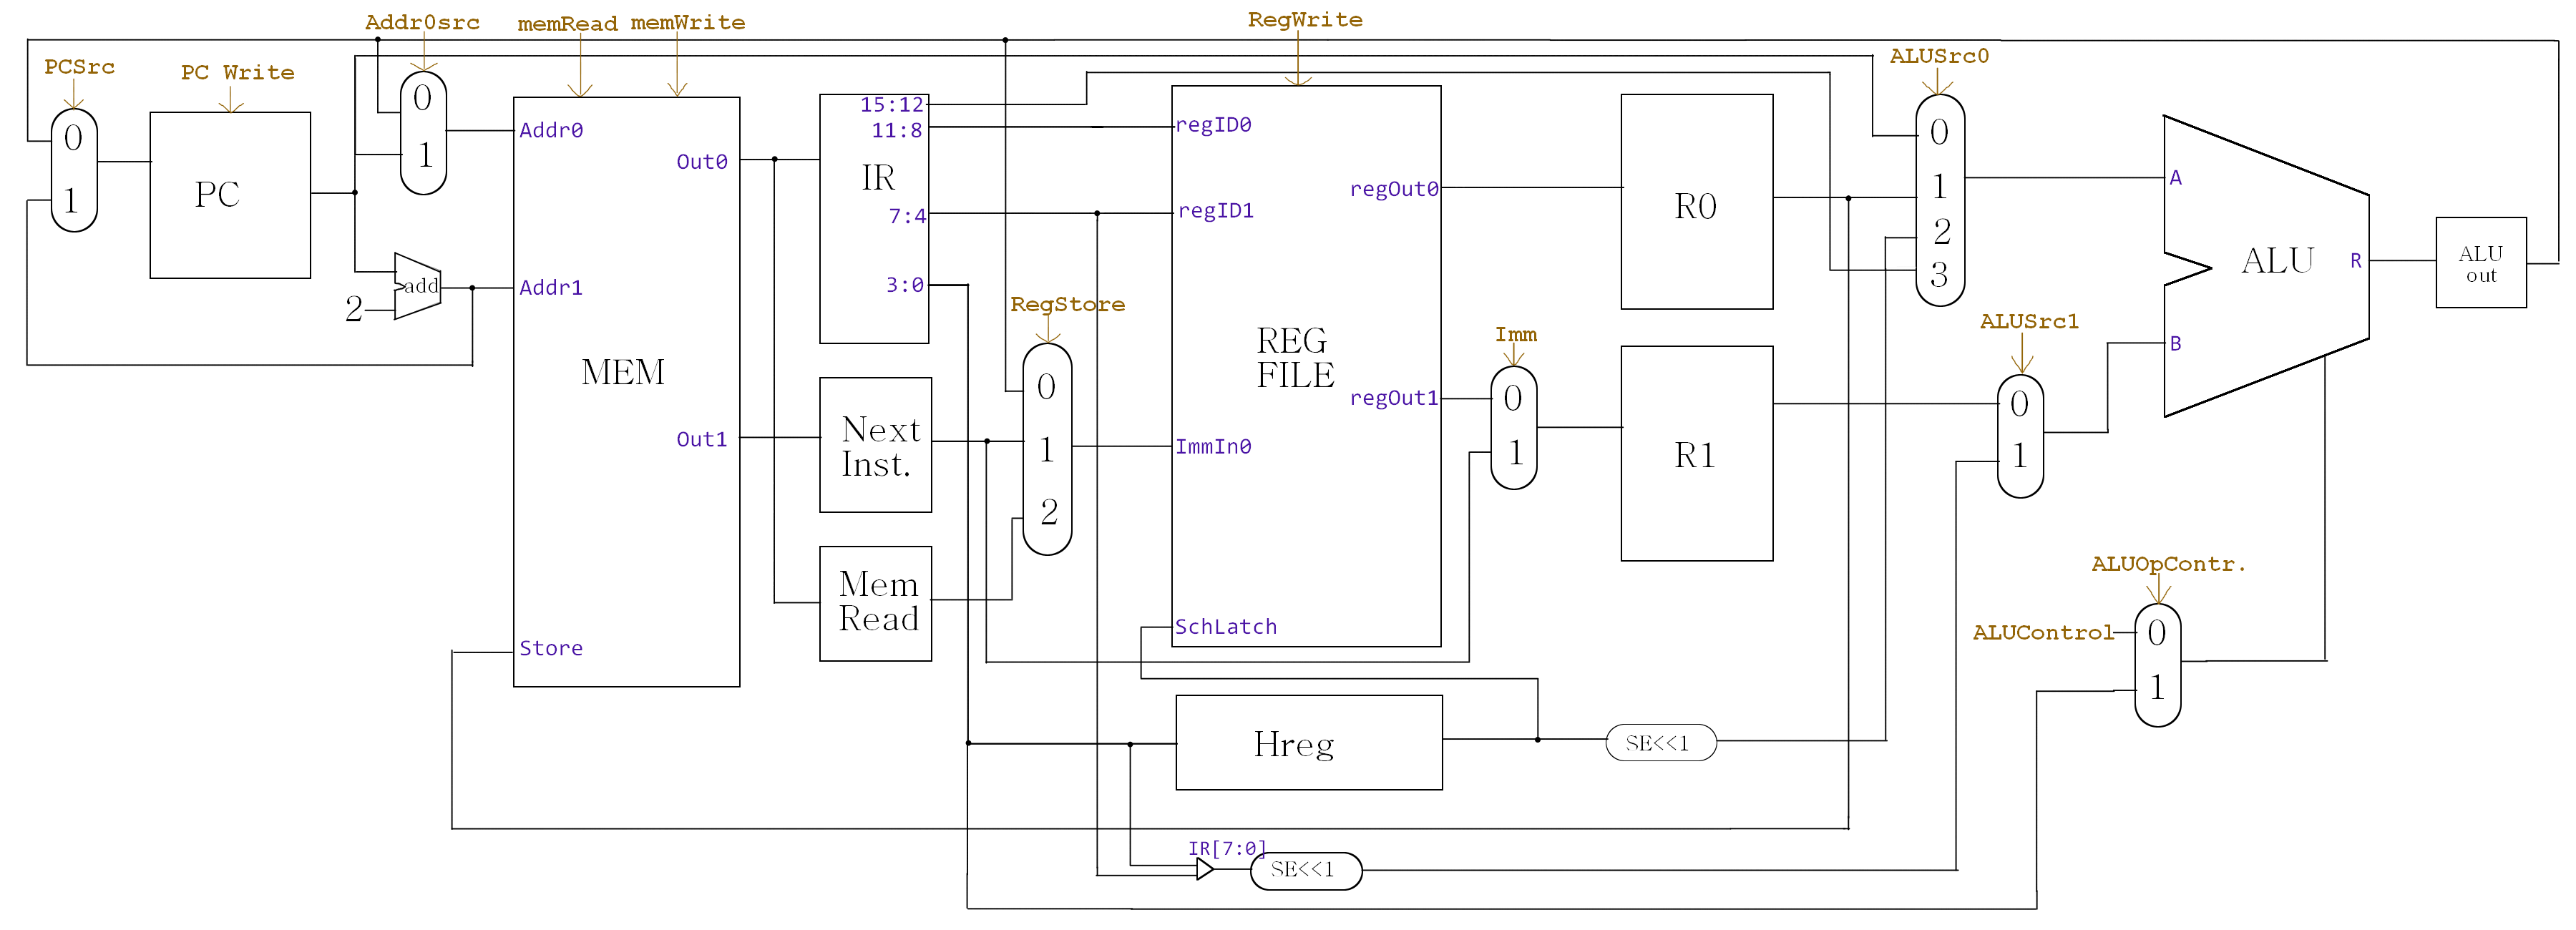 Addr0src
memRead
memWrite
RegWrite
PCSrc
PC Write
ALUSrc0
0
1
PC
0
1
add
2
Addr0
Addr1
Out0
Out1
MEM
Store
15:12
11:8
IR
7:4
3:0
Next
Inst.
Mem
Read
RegStore
0
1
2
regID0
regID1
regOut0
REG
FILE
regOut1
ImmIn0
SchLatch
Hreg
SE<<1
IR[7:0]
SE<<1
Imm
0
1
R0
R1
0
1
2
3
ALUSrc1
0
1
A
B
ALU
R
ALU
out
ALUOpContr.
ALUControl
0
1